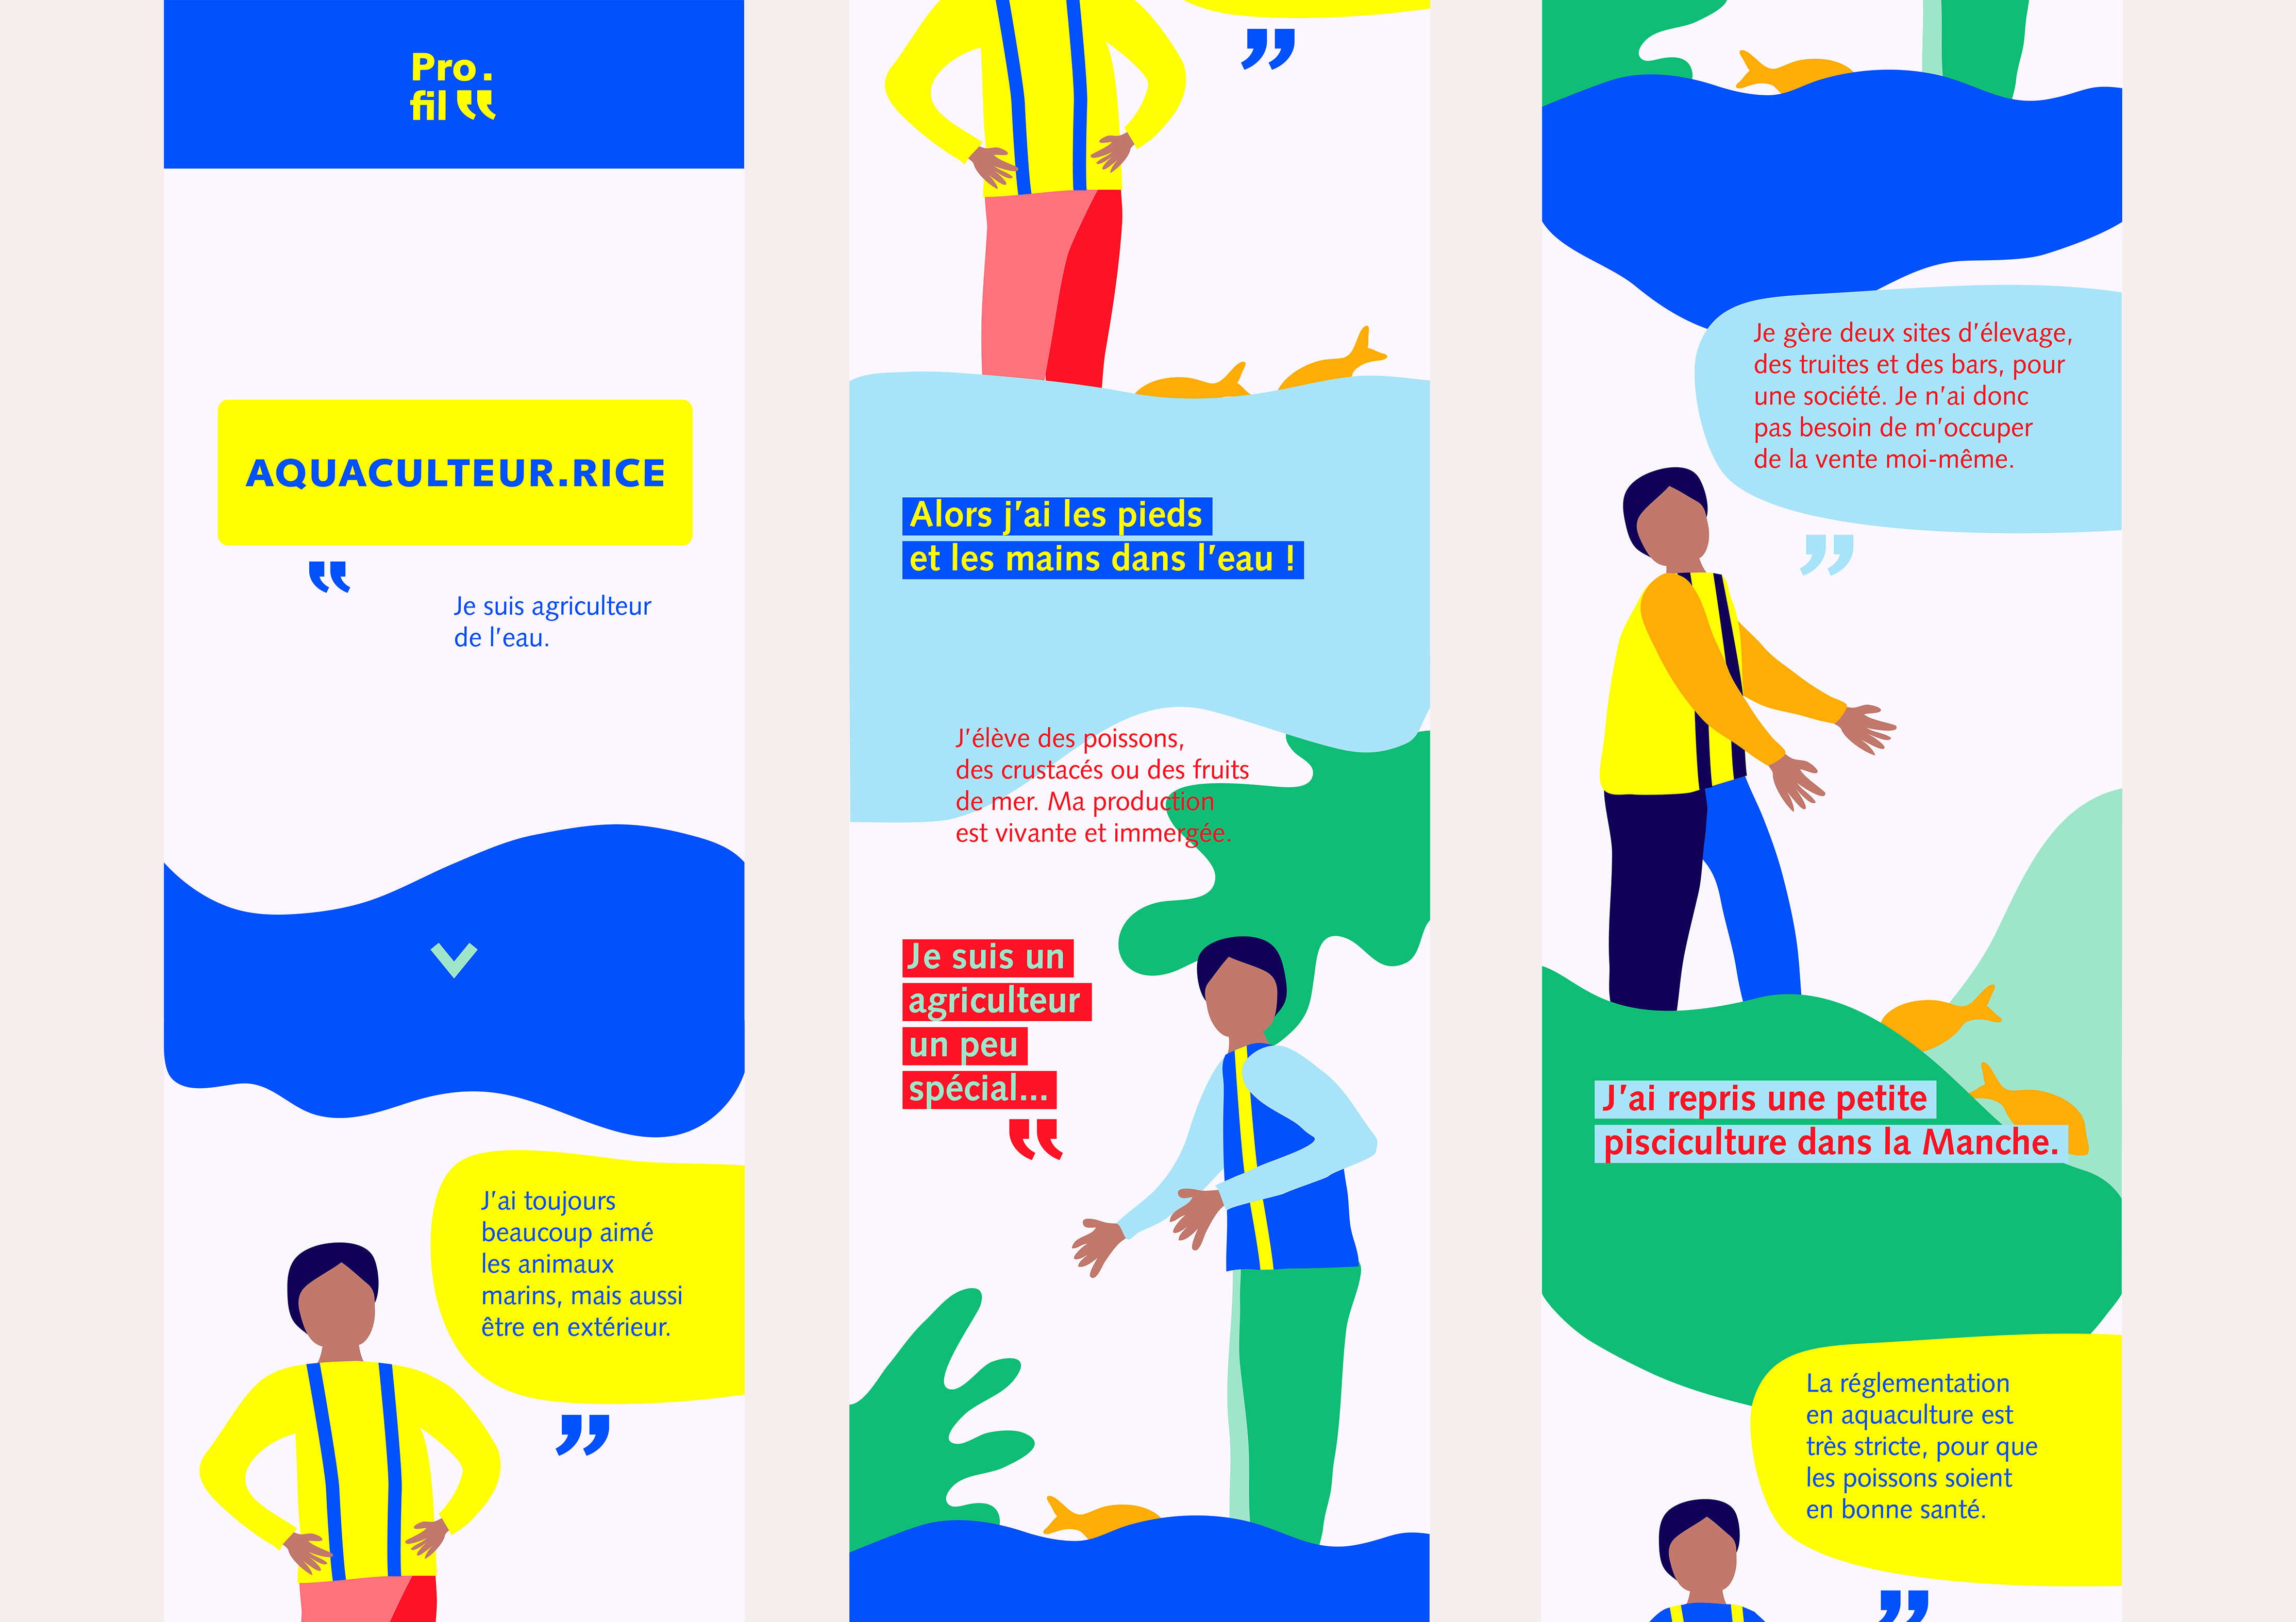 Pro.
fil “
AQUACULTEUR.RICE
“
Je suis agriculteur
de l’eau.
J’ai toujours
beaucoup aimé
les animaux
marins, mais aussi
être en extérieur.
”
”
Alors j’ai les pieds
et les mains dans l’eau !
J’élève des poissons,
des crustacés ou des fruits
de mer. Ma production
est vivante et immergée.
Je suis un
agriculteur
un peu
spécial...
“
Je gère deux sites d’élevage,
des truites et des bars, pour
une société. Je n’ai donc
pas besoin de m’occuper
de la vente moi-même.
”
J’ai repris une petite
pisciculture dans la Manche.
La réglementation
en aquaculture est
très stricte, pour que
les poissons soient
en bonne santé.
”